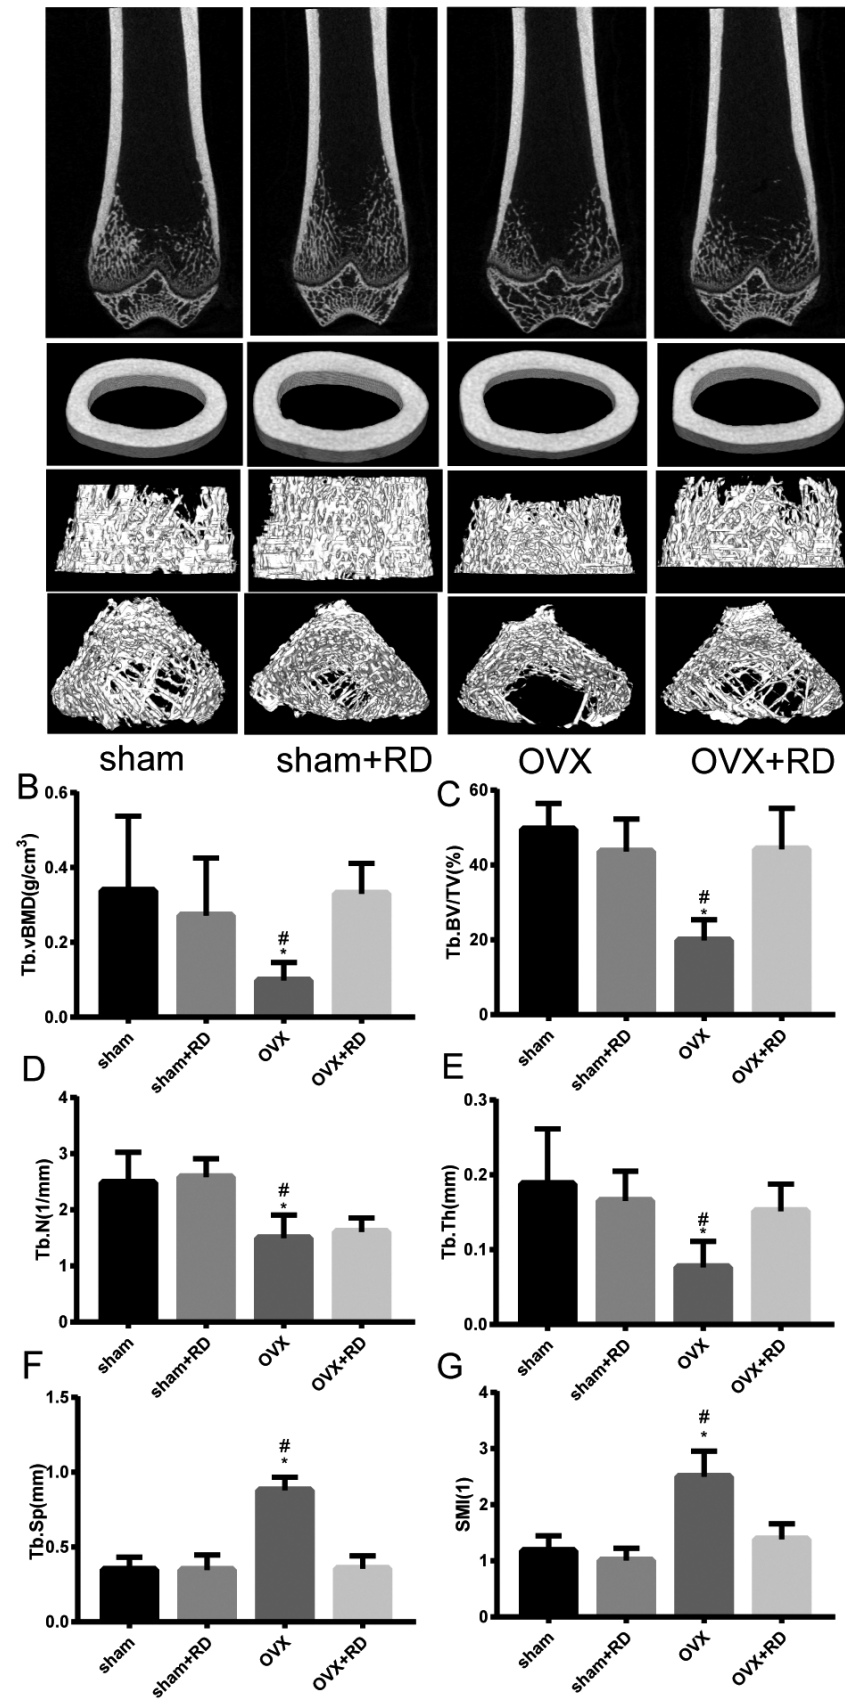 sham sham+RD OVX OVX+RD
B
Tb.vBMD(g/cm³)
0.6
0.4
0.2
0.0
#
*
sham sham+RD OVX OVX+RD
C
Tb.BV/TV(%)
60
40
20
0
#
*
sham sham+RD OVX OVX+RD
D
Tb.N(1/mm)
4
3
2
1
0
#
*
sham sham+RD OVX OVX+RD
E
Tb.Th(mm)
0.3
0.2
0.1
0.0
#
*
sham sham+RD OVX OVX+RD
F
Tb.Sp(mm)
1.5
1.0
0.5
0.0
#
*
sham sham+RD OVX OVX+RD
G
SMI(1)
4
3
2
1
0
#
*
sham sham+RD OVX OVX+RD